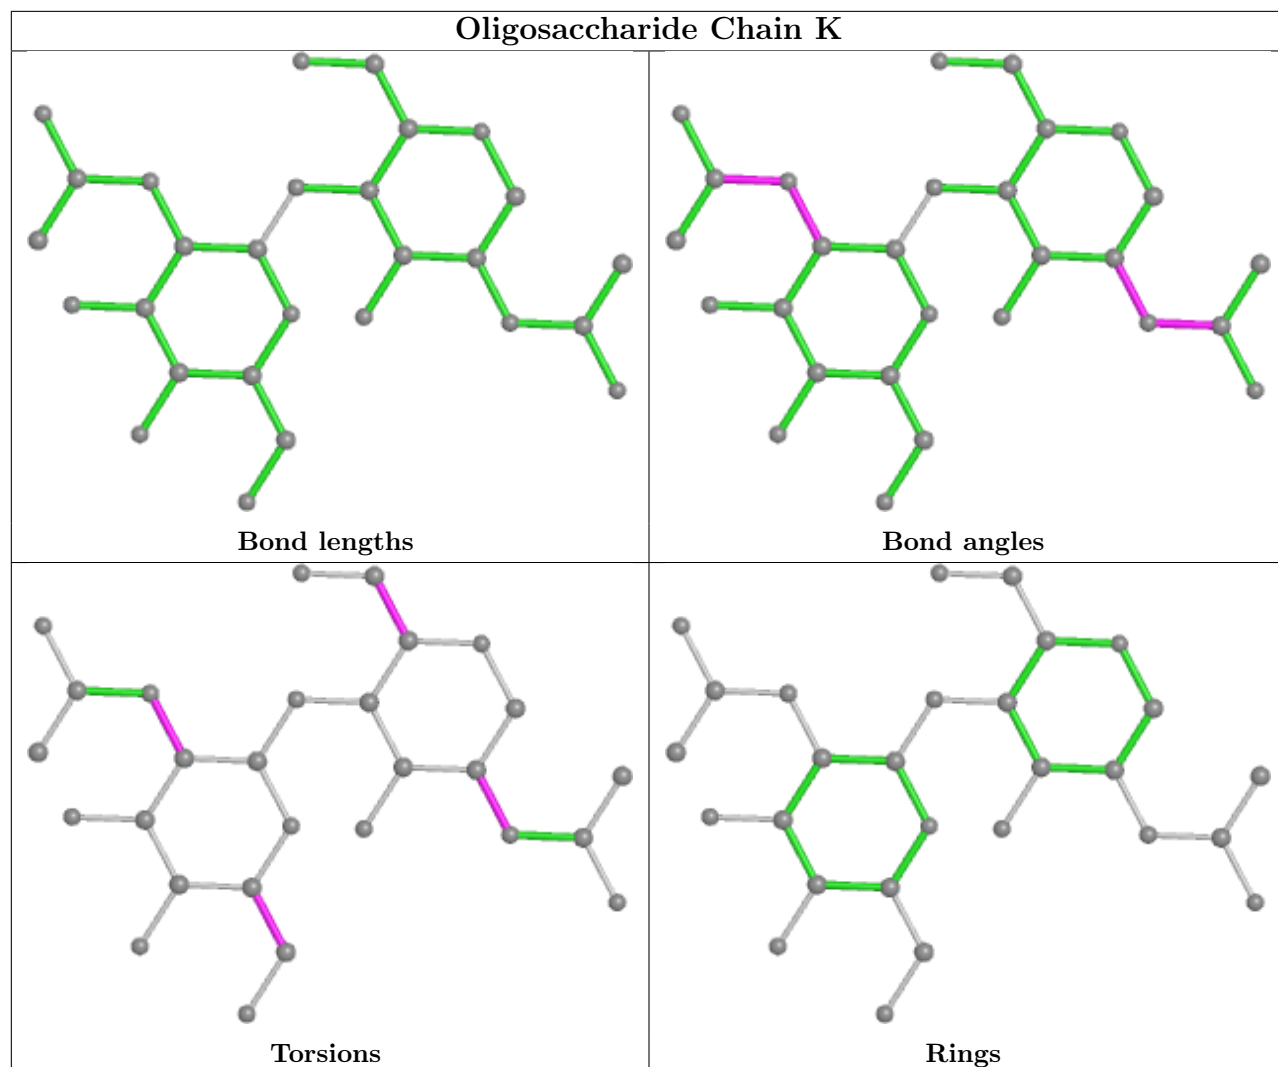 Oligosaccharide Chain K
Bond lengths
Bond angles
Torsions
Rings